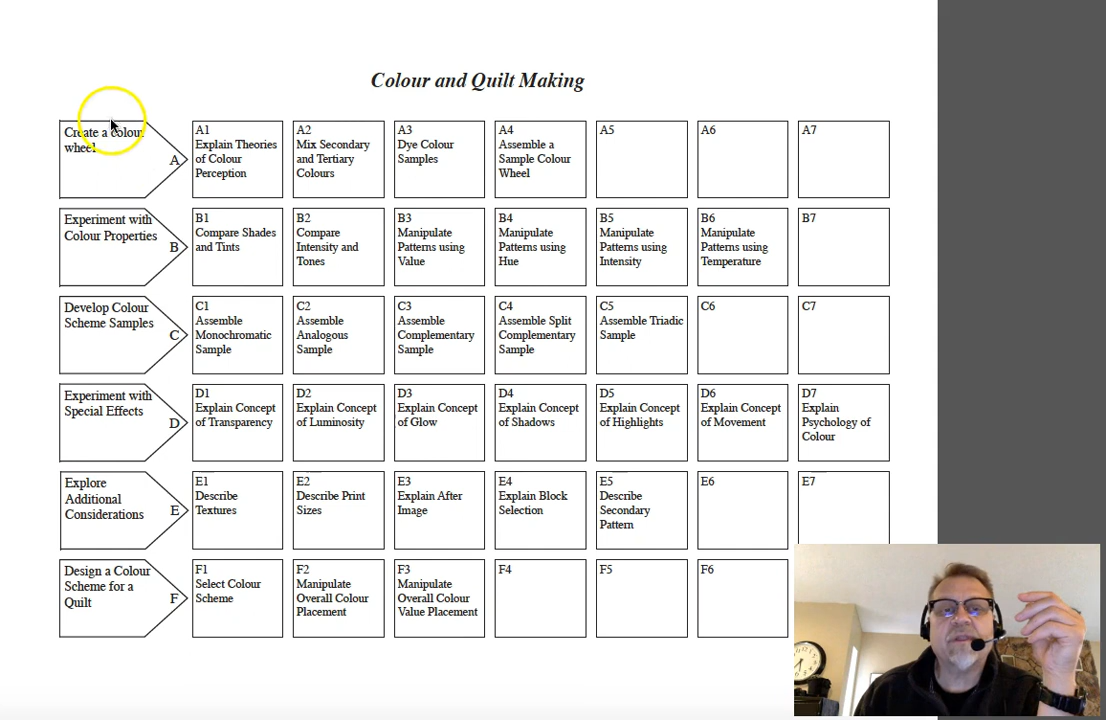 Colour and Quilt Making
Create a colour
wheel
A
A1
Explain Theories
of Colour
Perception
A2
Mix Secondary
and Tertiary
Colours
A3
Dye Colour
Samples
A4
Assemble a
Sample Colour
Wheel
A5
A6
A7
Experiment with
Colour Properties
B
B1
Compare Shades
and Tints
B2
Compare
Intensity and
Tones
B3
Manipulate
Patterns using
Value
B4
Manipulate
Patterns using
Hue
B5
Manipulate
Patterns using
Intensity
B6
Manipulate
Patterns using
Temperature
B7
Develop Colour
Scheme Samples
C
C1
Assemble
Monochromatic
Sample
C2
Assemble
Analogous
Sample
C3
Assemble
Complementary
Sample
C4
Assemble Split
Complementary
Sample
C5
Assemble Triadic
Sample
C6
C7
Experiment with
Special Effects
D
D1
Explain Concept
of Transparency
D2
Explain Concept
of Luminosity
D3
Explain Concept
of Glow
D4
Explain Concept
of Shadows
D5
Explain Concept
of Highlights
D6
Explain Concept
of Movement
D7
Explain
Psychology of
Colour
Explore
Additional
Considerations
E
E1
Describe
Textures
E2
Describe Print
Sizes
E3
Explain After
Image
E4
Explain Block
Selection
E5
Describe
Secondary
Pattern
E6
E7
Design a Colour
Scheme for a
Quilt
F
F1
Select Colour
Scheme
F2
Manipulate
Overall Colour
Placement
F3
Manipulate
Overall Colour
Value Placement
F4
F5
F6